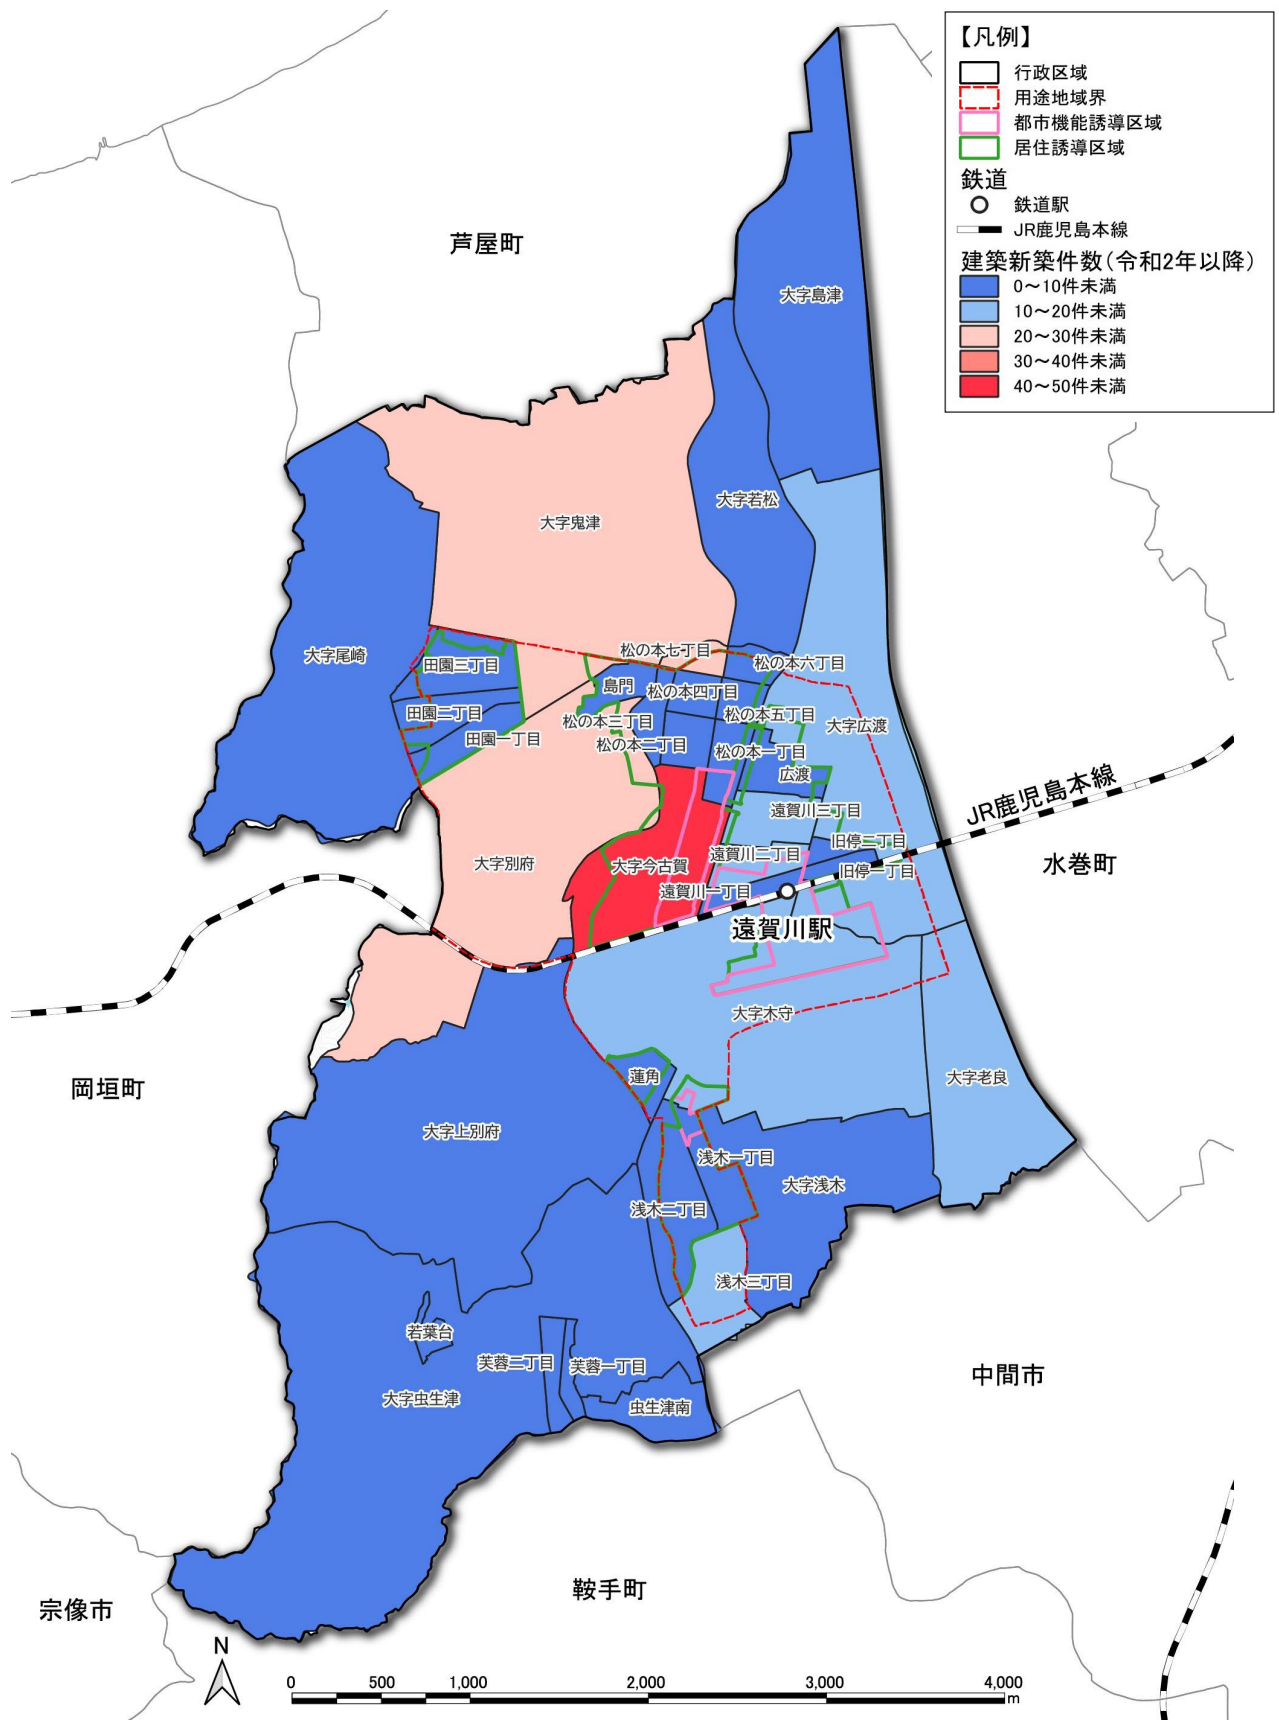 【凡例】
行政区域
用途地域界
都市機能誘導区域
居住誘導区域
鉄道
鉄道駅
JR鹿児島本線
建築新築件数(令和2年以降)
0～10件未満
10～20件未満
20～30件未満
30～40件未満
40～50件未満
芦屋町
大字島津
大字若松
大字鬼津
大字尾崎
松の本七丁目
松の本六丁目
田園三丁目
島門
松の本四丁目
田園二丁目
松の本三丁目
松の本五丁目
大字広渡
田園一丁目
松の本二丁目
松の本一丁目
広渡
JR鹿児島本線
遠賀川三丁目
旧停二丁目
遠賀川二丁目
大字別府
大字今古賀
水巻町
旧停一丁目
遠賀川一丁目
遠賀川駅
大字木守
岡垣町
蓮角
大字老良
大字上別府
浅木一丁目
大字浅木
浅木二丁目
浅木三丁目
若葉台
芙蓉二丁目
芙蓉一丁目
中間市
大字虫生津
虫生津南
鞍手町
宗像市
N
0 500 1,000 2,000 3,000 4,000
m